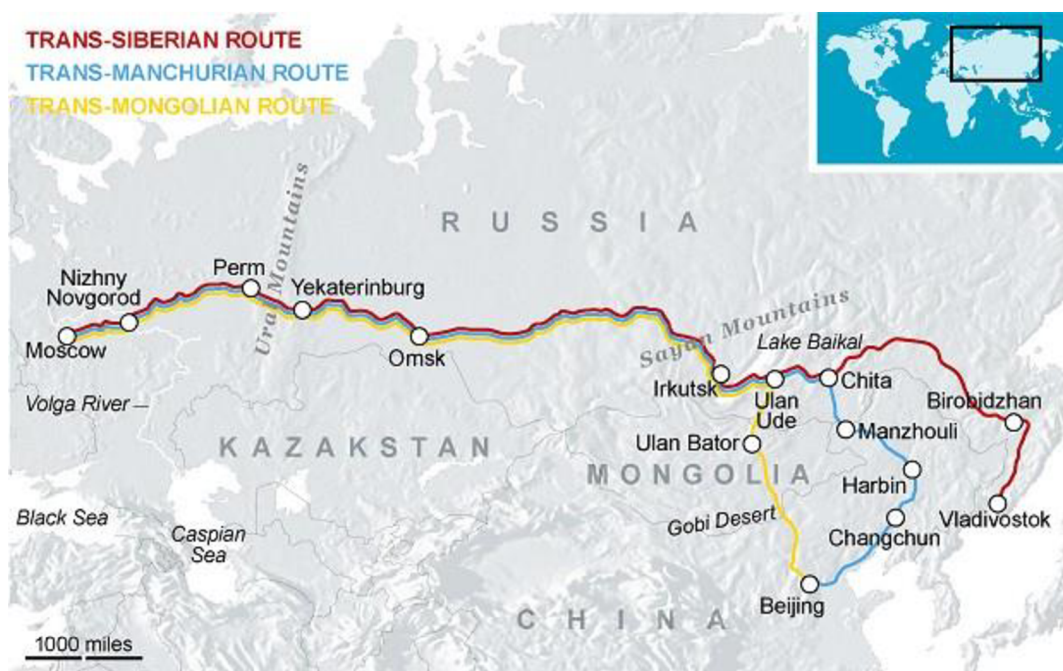 TRANS-SIBERIAN ROUTE
TRANS-MANCHURIAN ROUTE
TRANS-MONGOLIAN ROUTE
Ural Mountains
RUSSIA
Perm
Nizhny
Novgorod
Yekaterinburg
Moscow
Omsk
Sayan Mountains
Lake Baikal
Irkutsk
Ulan
Ude
Chita
Birobidzhan
Volga River
Ulan Bator
Manzhouli
KAZAKSTAN
MONGOLIA
Harbin
Black Sea
Caspian
Sea
Gobi Desert
Changchun
Vladivostok
Beijing
CHINA
1000 miles